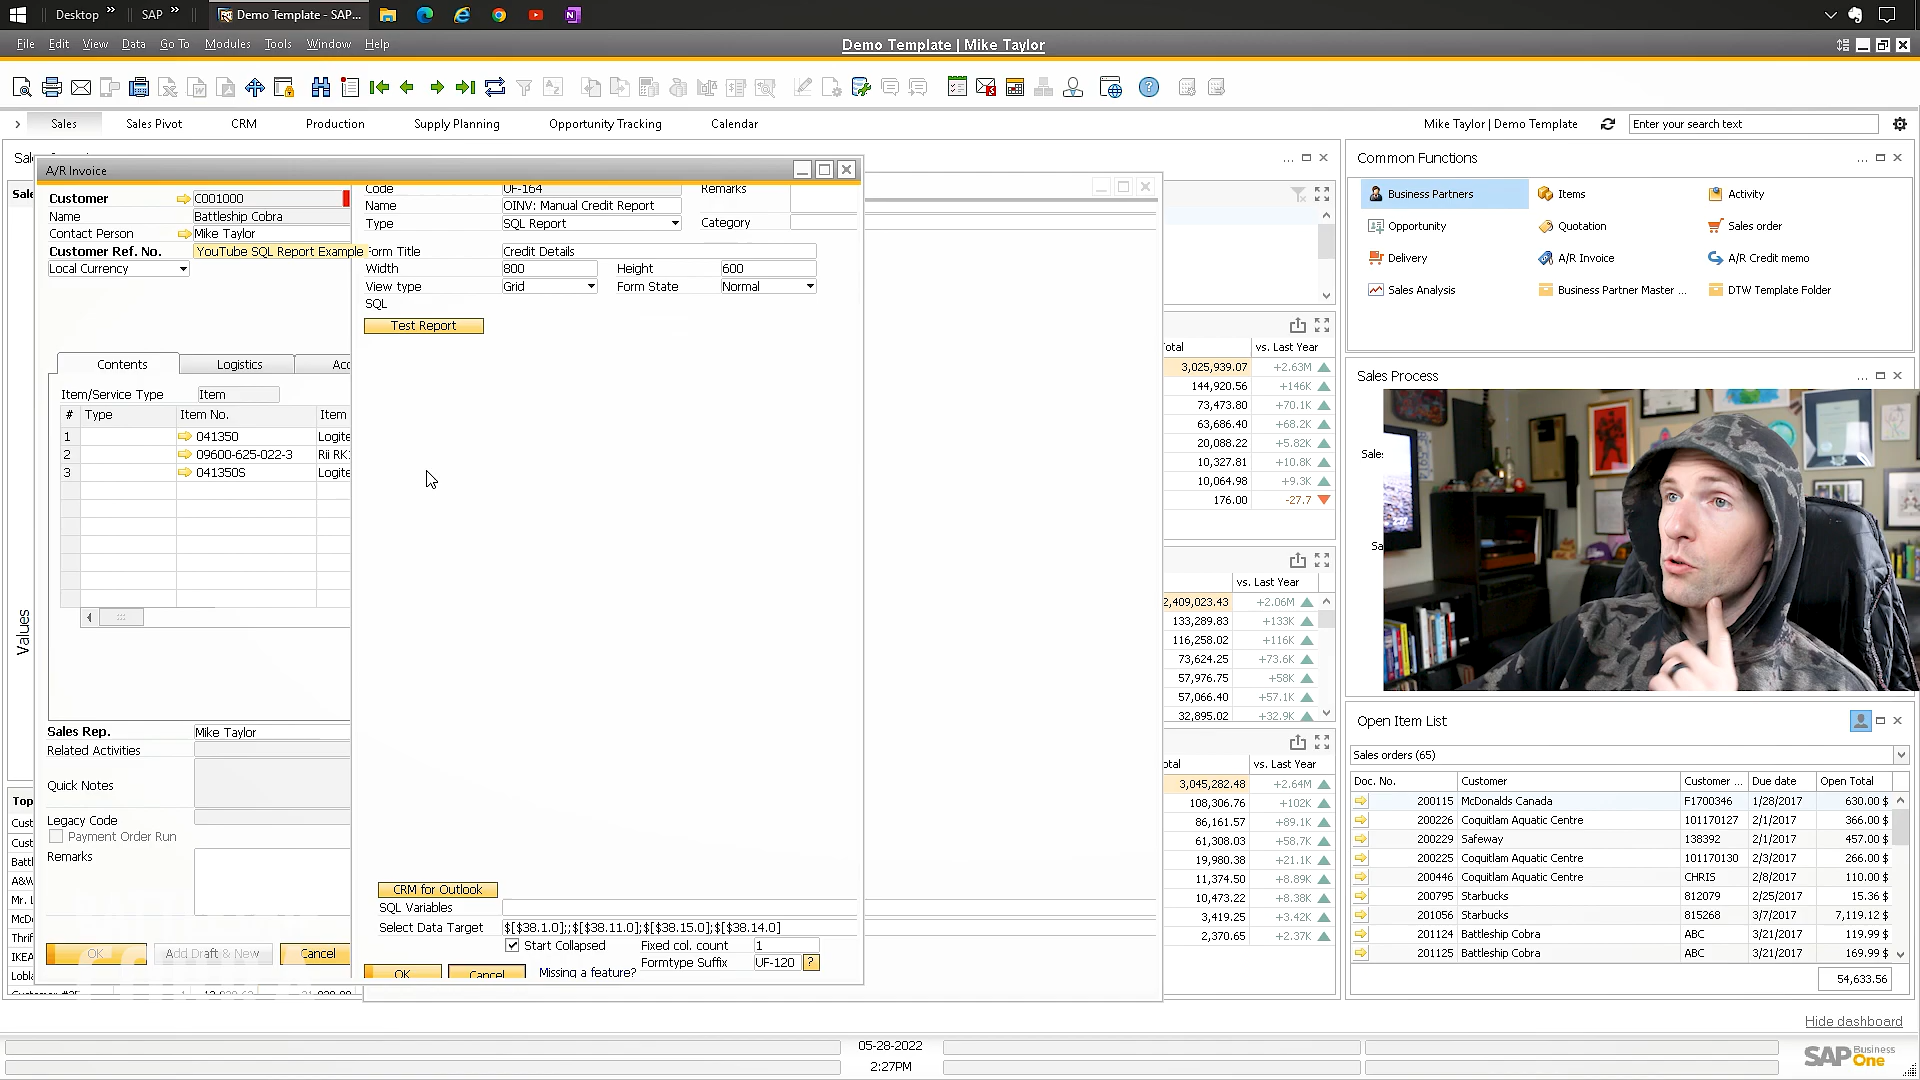 Desktop
SAP
Demo Template - SAP...
File Edit View Data Go To Modules Tools Window Help
Demo Template | Mike Taylor
Sales
Sales Pivot
CRM
Production
Supply Planning
Opportunity Tracking
Calendar
Mike Taylor | Demo Template
Enter your search text
A/R Invoice
Customer C001000
Name Battleship Cobra
Contact Person Mike Taylor
Customer Ref. No. YouTube SQL Report Example
Local Currency
Contents
Logistics
Item/Service Type Item
# Type Item No. Item
1 041350 Logite
2 09600-625-022-3 Rii RK
3 041350S Logite
Values
Sales Rep. Mike Taylor
Related Activities
Quick Notes
Legacy Code
Payment Order Run
Remarks
OK
Add Draft & New
Cancel
Code UF-164
Remarks
Name OINV: Manual Credit Report
Type SQL Report
Category
Form Title Credit Details
Width 800 Height 600
View type Grid Form State Normal
SQL
Test Report
CRM for Outlook
SQL Variables
Select Data Target $[$38.1.0];;$[$38.11.0];$[$38.15.0];$[$38.14.0]
Start Collapsed Fixed col. count 1
Formtype Suffix UF-120 ?
OK
Cancel
Missing a feature?
vs. Last Year
3,025,939.07 +2.63M
144,920.56 +146K
73,473.80 +70.1K
63,686.40 +68.2K
20,088.22 +5.82K
10,327.81 +10.8K
10,064.98 +9.3K
176.00 -27.7
vs. Last Year
2,409,023.43 +2.06M
133,289.83 +133K
116,258.02 +116K
73,624.25 +73.6K
57,976.75 +58K
57,066.40 +57.1K
32,895.02 +32.9K
vs. Last Year
3,045,282.48 +2.64M
108,306.76 +102K
86,161.57 +89.1K
61,308.03 +58.7K
19,980.38 +21.1K
11,374.50 +8.89K
10,473.22 +8.38K
3,419.25 +3.42K
2,370.65 +2.37K
Common Functions
Business Partners Items Activity
Opportunity Quotation Sales order
Delivery A/R Invoice A/R Credit memo
Sales Analysis Business Partner Master ... DTW Template Folder
Sales Process
Open Item List
Sales orders (65)
Doc. No. Customer Customer ... Due date Open Total
200115 McDonalds Canada F1700346 1/28/2017 630.00 $
200226 Coquitlam Aquatic Centre 101170127 2/1/2017 366.00 $
200229 Safeway 138392 2/1/2017 457.00 $
200225 Coquitlam Aquatic Centre 101170130 2/3/2017 266.00 $
200446 Coquitlam Aquatic Centre CHRIS 2/8/2017 110.00 $
200795 Starbucks 812079 2/25/2017 15.36 $
201056 Starbucks 815268 3/7/2017 7,119.12 $
201124 Battleship Cobra ABC 3/21/2017 119.99 $
201125 Battleship Cobra ABC 3/21/2017 169.99 $
54,633.56
Hide dashboard
05-28-2022
2:27PM
SAP Business One